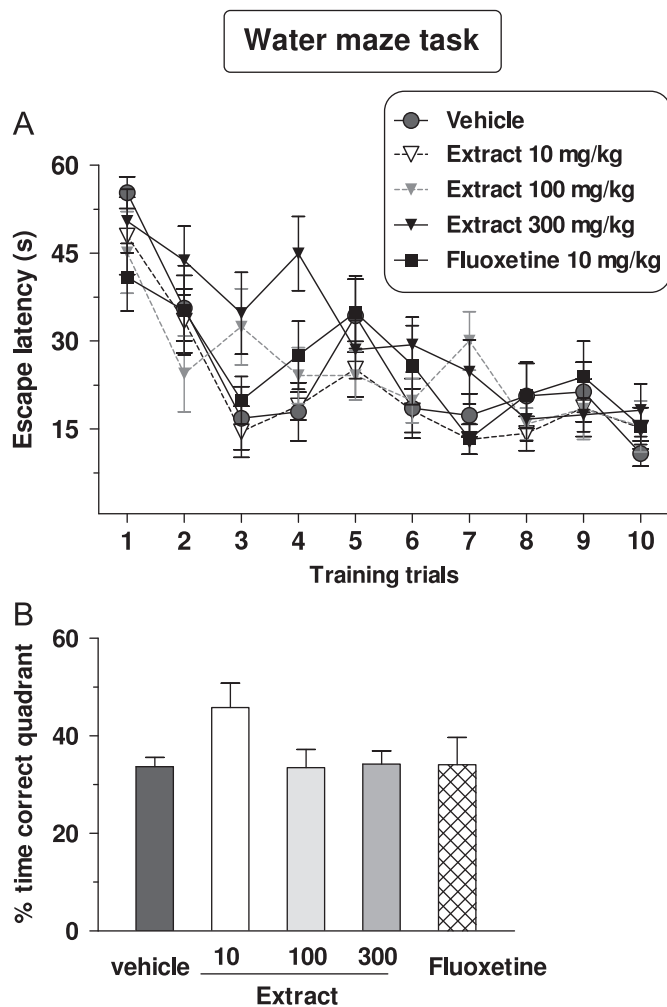 Water maze task
A
Vehicle
Extract 10 mg/kg
Extract 100 mg/kg
Extract 300 mg/kg
Fluoxetine 10 mg/kg
Escape latency (s)
60
45
30
15
1 2 3 4 5 6 7 8 9 10
Training trials
B
% time correct quadrant
60
40
20
0
vehicle 10 100 300 Fluoxetine
Extract